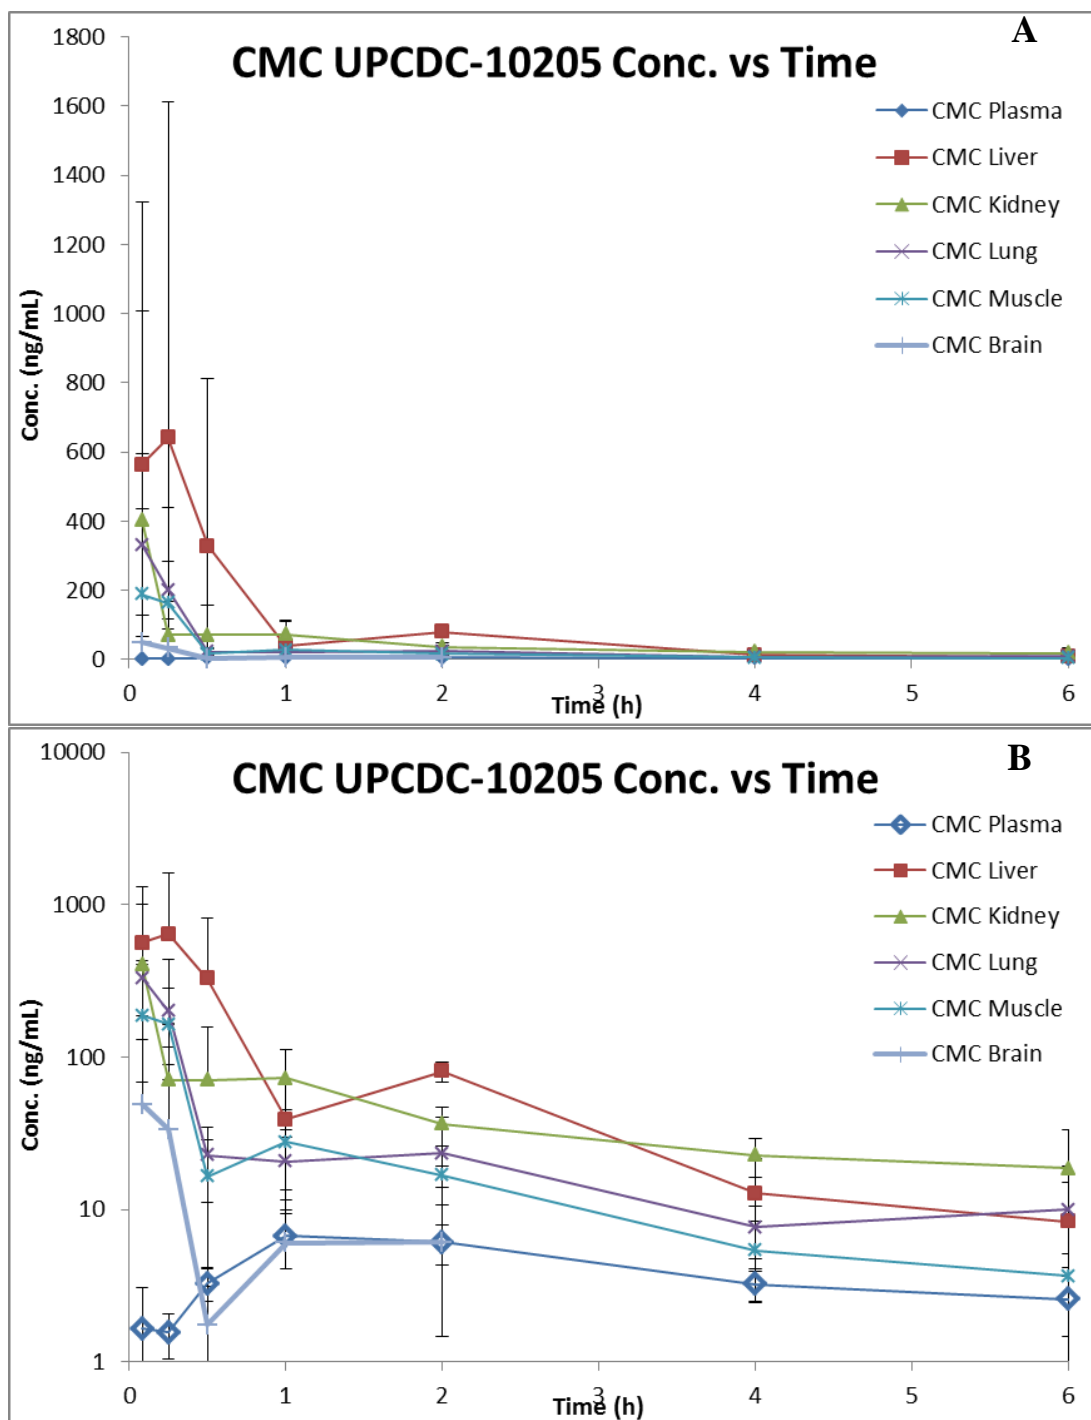 A
CMC UPCDC-10205 Conc. vs Time
1800
1600
1400
1200
1000
800
600
400
200
0
Conc. (ng/mL)
CMC Plasma
CMC Liver
CMC Kidney
CMC Lung
CMC Muscle
CMC Brain
0 1 2 3 4 5 6
Time (h)
B
CMC UPCDC-10205 Conc. vs Time
10000
1000
100
10
1
Conc. (ng/mL)
CMC Plasma
CMC Liver
CMC Kidney
CMC Lung
CMC Muscle
CMC Brain
0 1 2 3 4 5 6
Time (h)